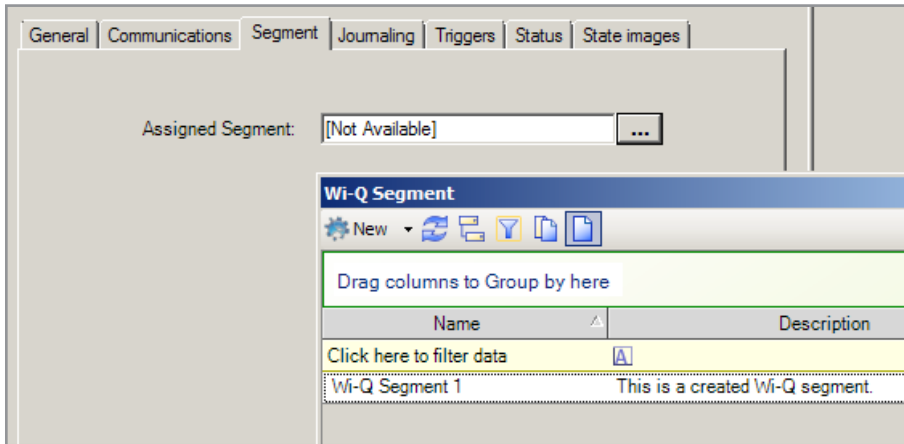 General Communications Segment Journaling Triggers Status State images
Assigned Segment: [Not Available] ...
Wi-Q Segment
New
Drag columns to Group by here
Name Description
Click here to filter data A
Wi-Q Segment 1 This is a created Wi-Q segment.